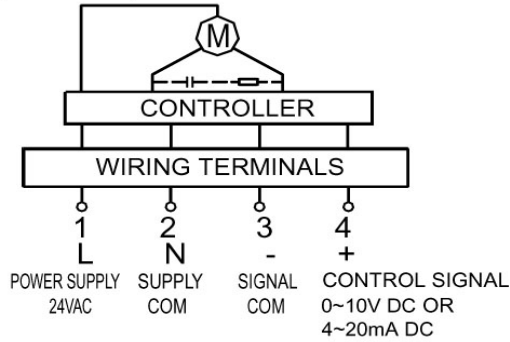 M
CONTROLLER
WIRING TERMINALS
1 2 3 4
L N - +
POWER SUPPLY SUPPLY SIGNAL CONTROL SIGNAL
24VAC COM COM 0~10V DC OR
4~20mA DC